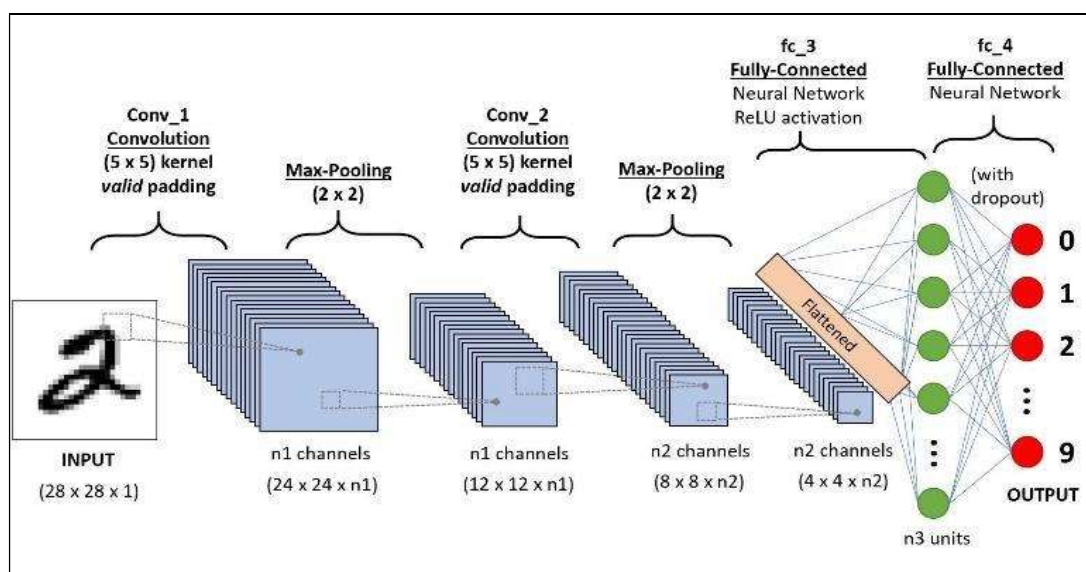 fc_3
Fully-Connected
Neural Network
ReLU activation
fc_4
Fully-Connected
Neural Network
Conv_1
Convolution
(5 x 5) kernel
valid padding
Max-Pooling
(2 x 2)
Conv_2
Convolution
(5 x 5) kernel
valid padding
Max-Pooling
(2 x 2)
(with
dropout)
Flattened
0
1
2
9
INPUT
(28 x 28 x 1)
n1 channels
(24 x 24 x n1)
n1 channels
(12 x 12 x n1)
n2 channels
(8 x 8 x n2)
n2 channels
(4 x 4 x n2)
OUTPUT
n3 units